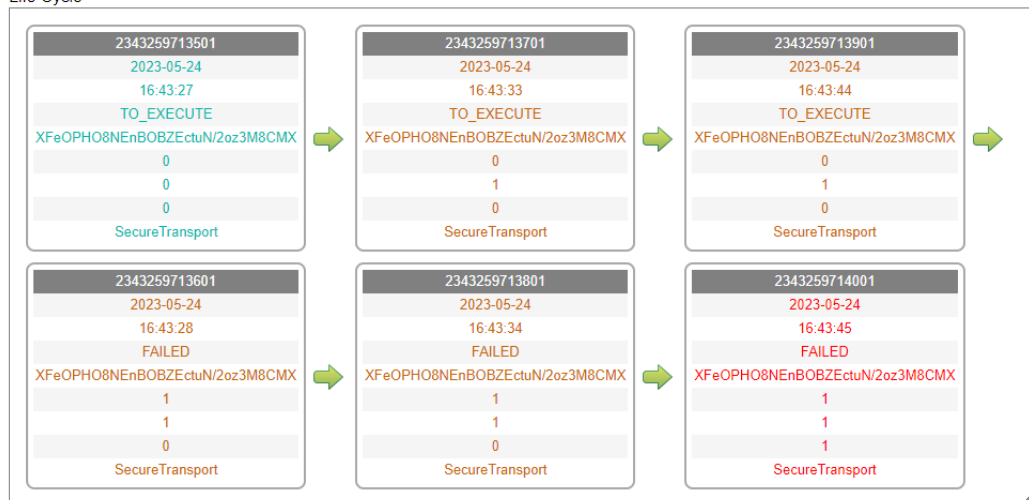 2343259713501
2023-05-24
16:43:27
TO_EXECUTE
XFeOPHO8NEnBOBZEctuN/2oz3M8CMX
0
0
0
SecureTransport
2343259713701
2023-05-24
16:43:33
TO_EXECUTE
XFeOPHO8NEnBOBZEctuN/2oz3M8CMX
0
1
0
SecureTransport
2343259713901
2023-05-24
16:43:44
TO_EXECUTE
XFeOPHO8NEnBOBZEctuN/2oz3M8CMX
0
1
0
SecureTransport
2343259713601
2023-05-24
16:43:28
FAILED
XFeOPHO8NEnBOBZEctuN/2oz3M8CMX
1
1
0
SecureTransport
2343259713801
2023-05-24
16:43:34
FAILED
XFeOPHO8NEnBOBZEctuN/2oz3M8CMX
1
1
0
SecureTransport
2343259714001
2023-05-24
16:43:45
FAILED
XFeOPHO8NEnBOBZEctuN/2oz3M8CMX
1
1
1
SecureTransport